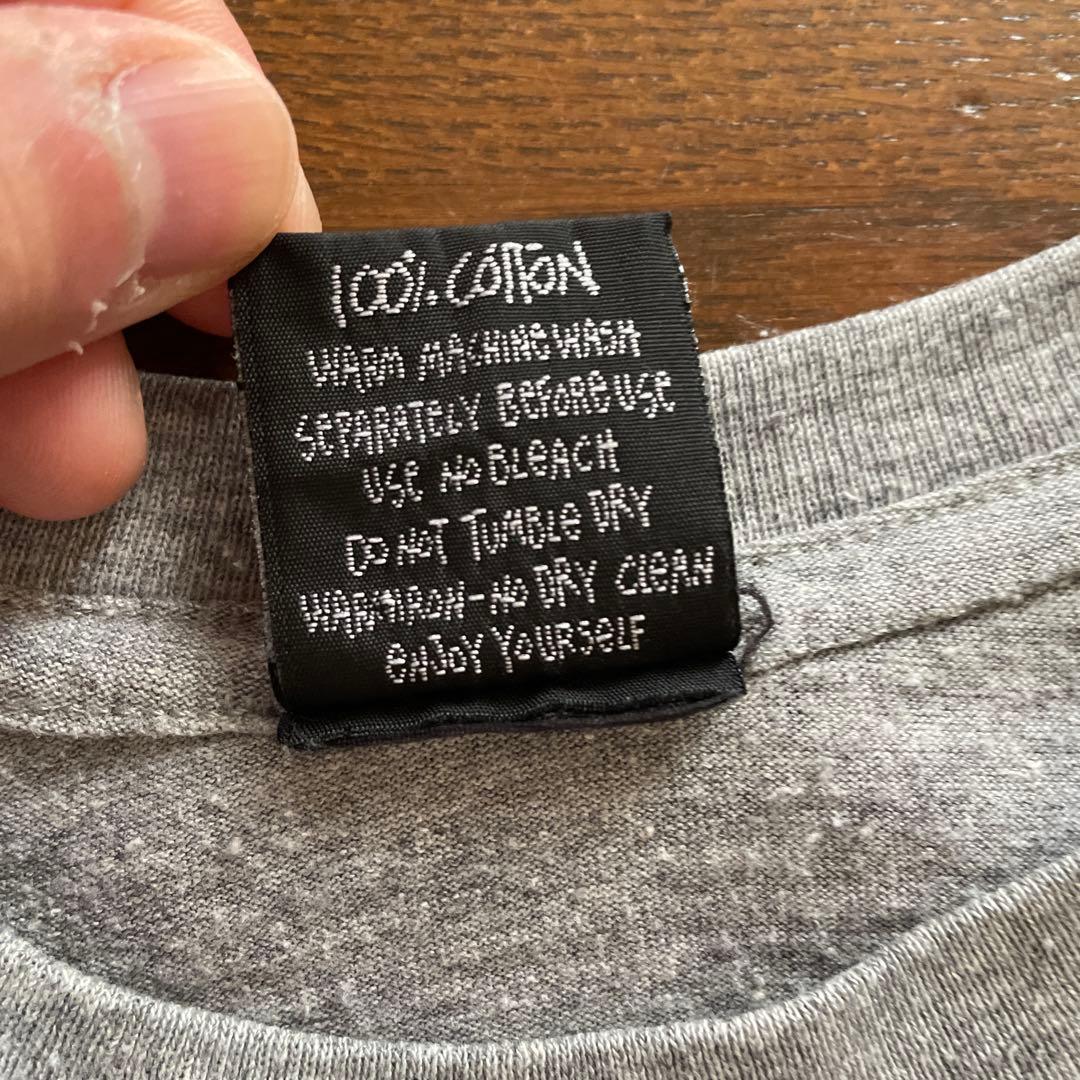 100% COTTON
WARM MACHINE WASH
SEPARATELY BEFORE USE
USE NO BLEACH
DO NOT TUMBLE DRY
WARM IRON - NO DRY CLEAN
ENJOY YOURSELF